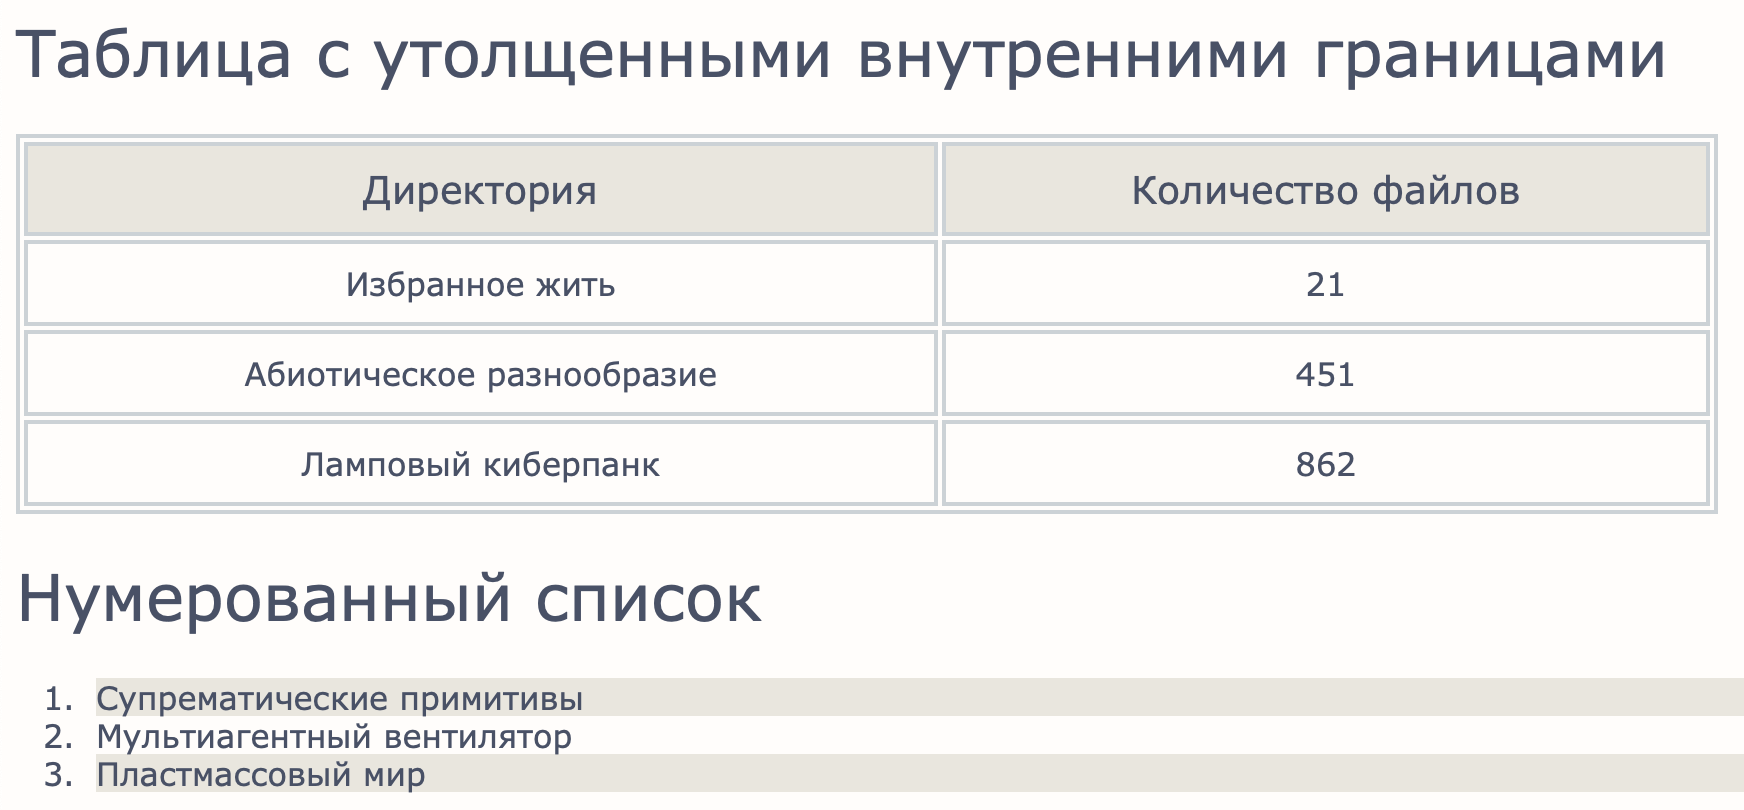 Таблица с утолщенными внутренними границами
Директория Количество файлов
Избранное жить 21
Абиотическое разнообразие 451
Ламповый киберпанк 862
Нумерованный список
1. Супрематические примитивы
2. Мультиагентный вентилятор
3. Пластмассовый мир